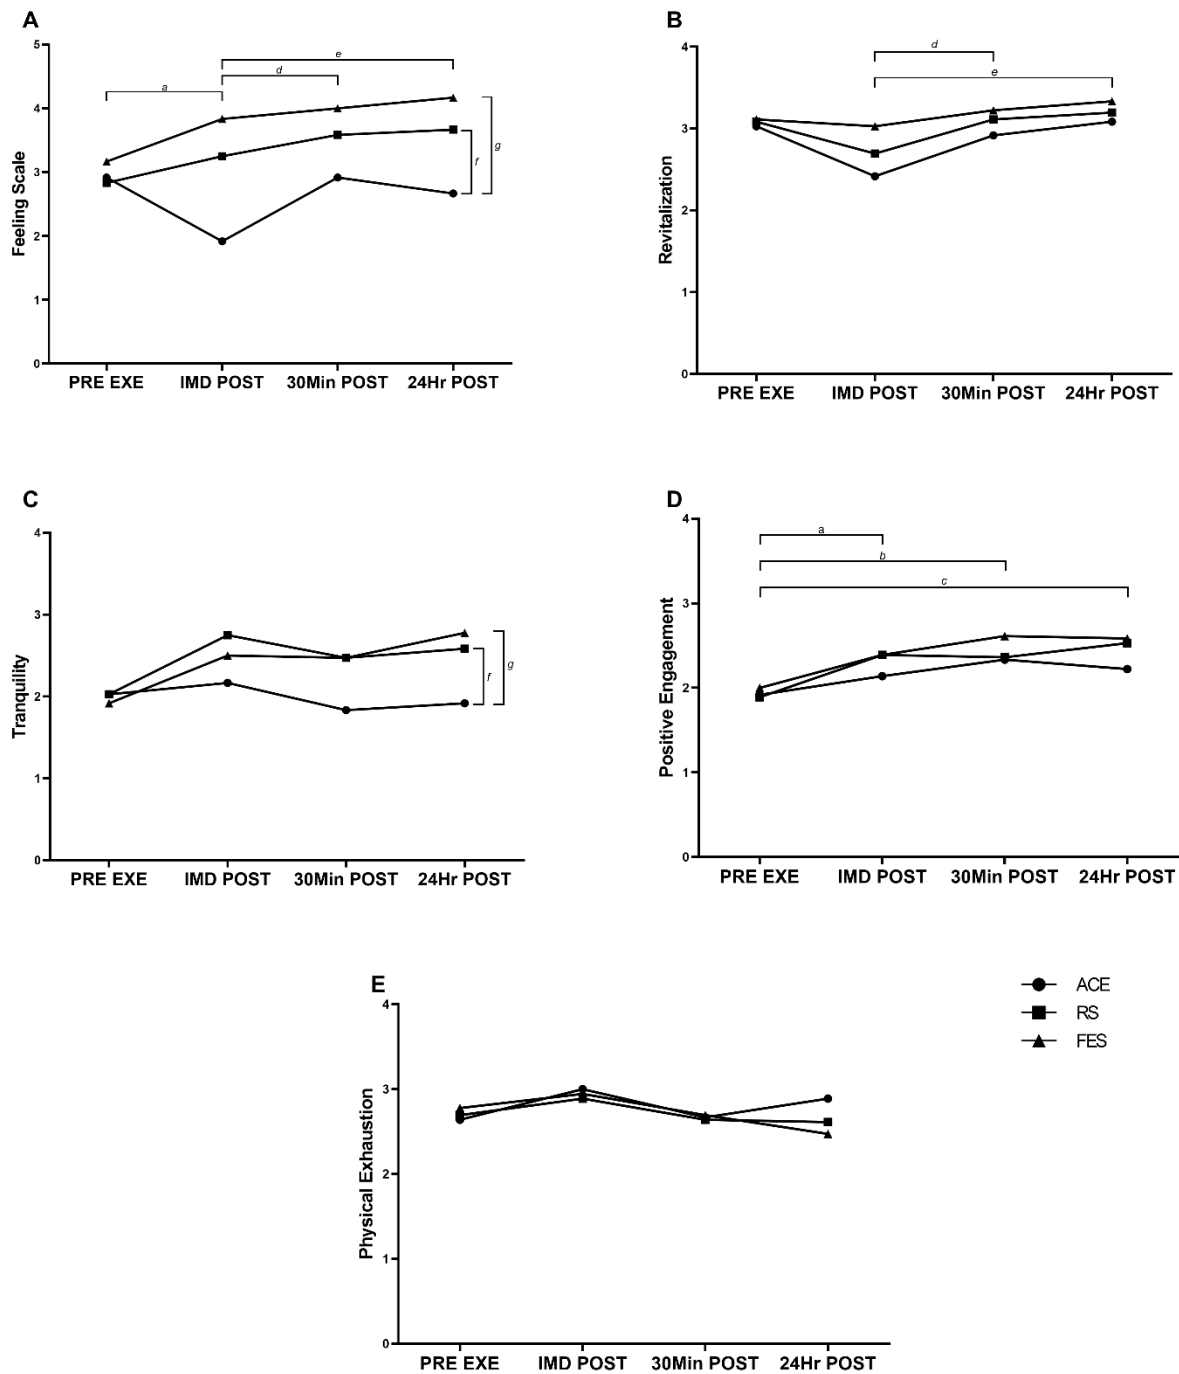 A
B
5
4
3
2
1
0
Feeling Scale
a
d
e
f
g
PRE EXE IMD POST 30Min POST 24Hr POST
4
3
2
1
0
Revitalization
d
e
PRE EXE IMD POST 30Min POST 24Hr POST
C
D
4
3
2
1
0
Tranquility
f
g
PRE EXE IMD POST 30Min POST 24Hr POST
4
3
2
1
0
Positive Engagement
a
b
c
PRE EXE IMD POST 30Min POST 24Hr POST
E
4
3
2
1
0
Physical Exhaustion
PRE EXE IMD POST 30Min POST 24Hr POST
ACE
RS
FES